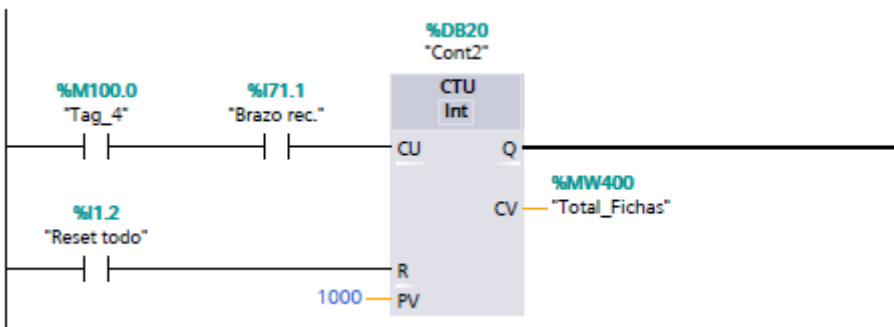 %DB20
"Cont2"
%M100.0
"Tag_4"
%I71.1
"Brazo rec."
CTU
Int
CU
Q
%MW400
CV
"Total_Fichas"
%I1.2
"Reset todo"
R
1000
PV